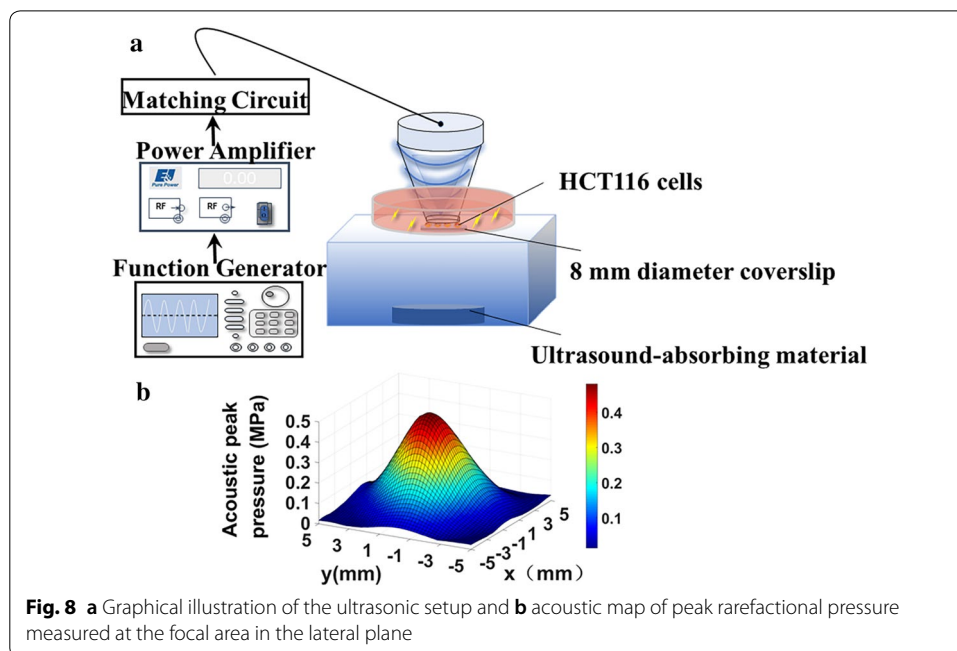 a
Matching Circuit
Power Amplifier
Pure Power
0.00
RF
RF
HCT116 cells
8 mm diameter coverslip
Function Generator
Ultrasound-absorbing material
b
Acoustic peak
pressure (MPa)
0.5
0.4
0.3
0.2
0.1
0
5
3
1
-1
-3
-5
y(mm)
-5
-3
-1
1
3
5
x（mm）
0.4
0.3
0.2
0.1
Fig. 8 a Graphical illustration of the ultrasonic setup and b acoustic map of peak rarefactional pressure
measured at the focal area in the lateral plane